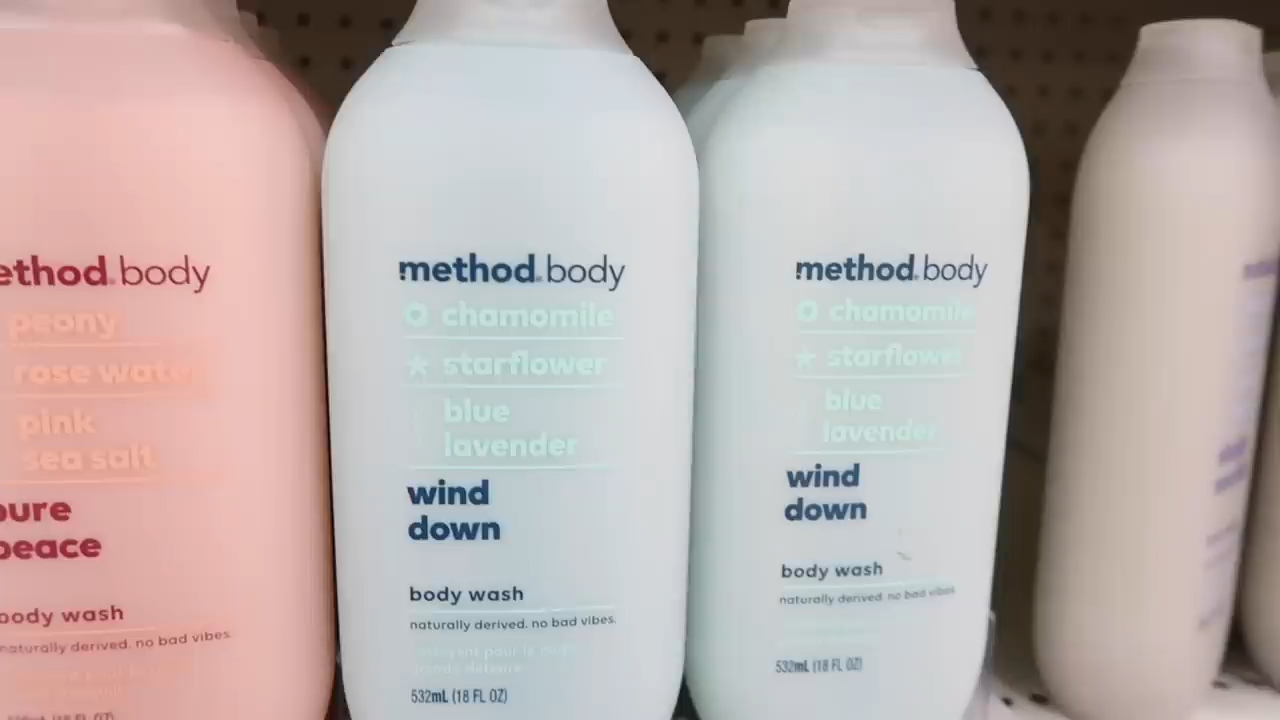 ethod.body
peony
rose water
pink
sea salt
pure
peace
body wash
naturally derived. no bad vibes.
method.body
chamomile
starflower
blue
lavender
wind
down
body wash
naturally derived. no bad vibes.
532mL (18 FL OZ)
method.body
chamomile
starflower
blue
lavender
wind
down
body wash
naturally derived. no bad vibes.
532mL (18 FL OZ)